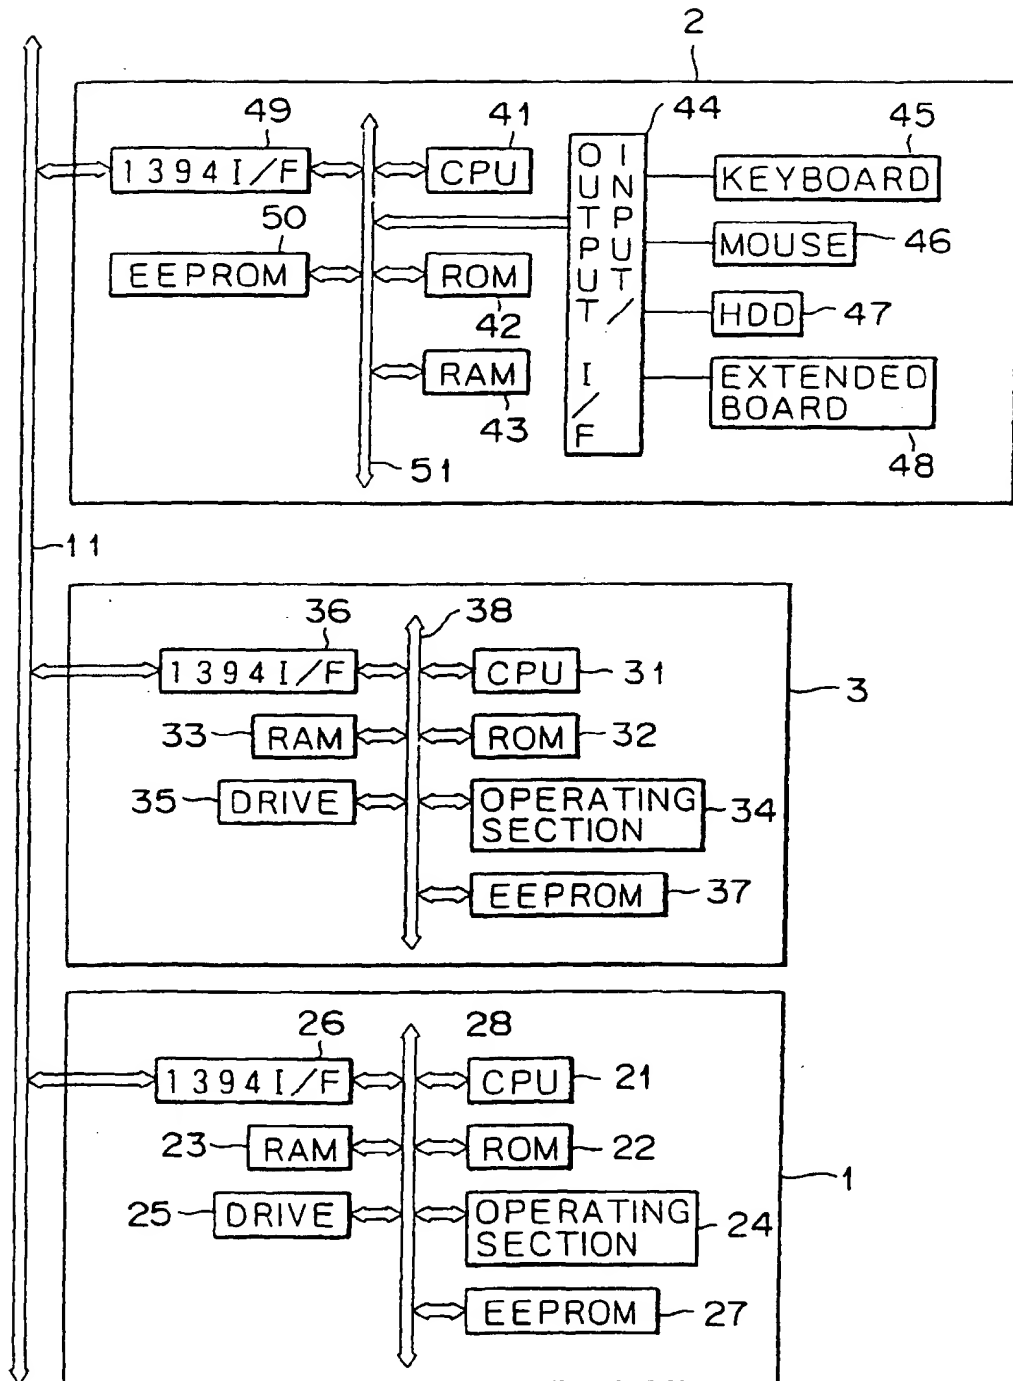 2
49
41
44
45
1394I/F
CPU
INPUT/
OUTPUT I/F
KEYBOARD
50
MOUSE
46
EEPROM
ROM
42
HDD
47
RAM
43
EXTENDED
BOARD
48
51
11
36
38
1394I/F
CPU
31
3
33
RAM
ROM
32
35
DRIVE
OPERATING
SECTION
34
EEPROM
37
26
28
1394I/F
CPU
21
23
RAM
ROM
22
1
25
DRIVE
OPERATING
SECTION
24
EEPROM
27